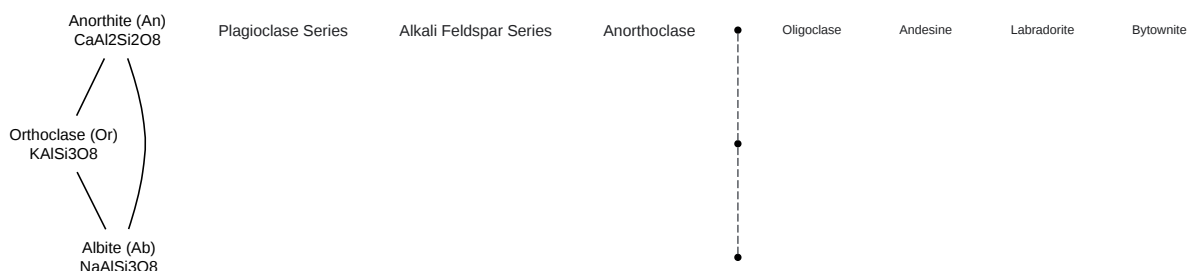 Anorthite (An)
CaAl2Si2O8
Plagioclase Series
Alkali Feldspar Series
Anorthoclase
Oligoclase
Andesine
Labradorite
Bytownite
Orthoclase (Or)
KAlSi3O8
Albite (Ab)
NaAlSi3O8